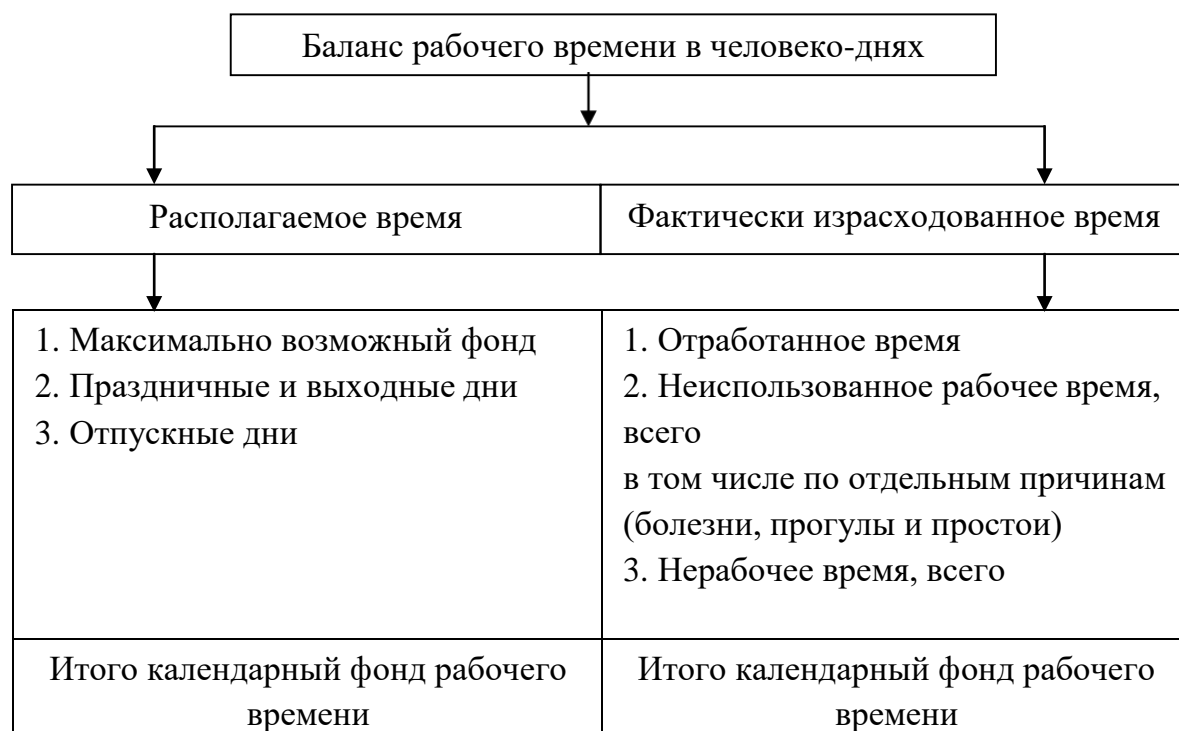 Баланс рабочего времени в человеко-днях
Располагаемое время
Фактически израсходованное время
1. Максимально возможный фонд
2. Праздничные и выходные дни
3. Отпускные дни
1. Отработанное время
2. Неиспользованное рабочее время,
всего
в том числе по отдельным причинам
(болезни, прогулы и простои)
3. Нерабочее время, всего
Итого календарный фонд рабочего
времени
Итого календарный фонд рабочего
времени